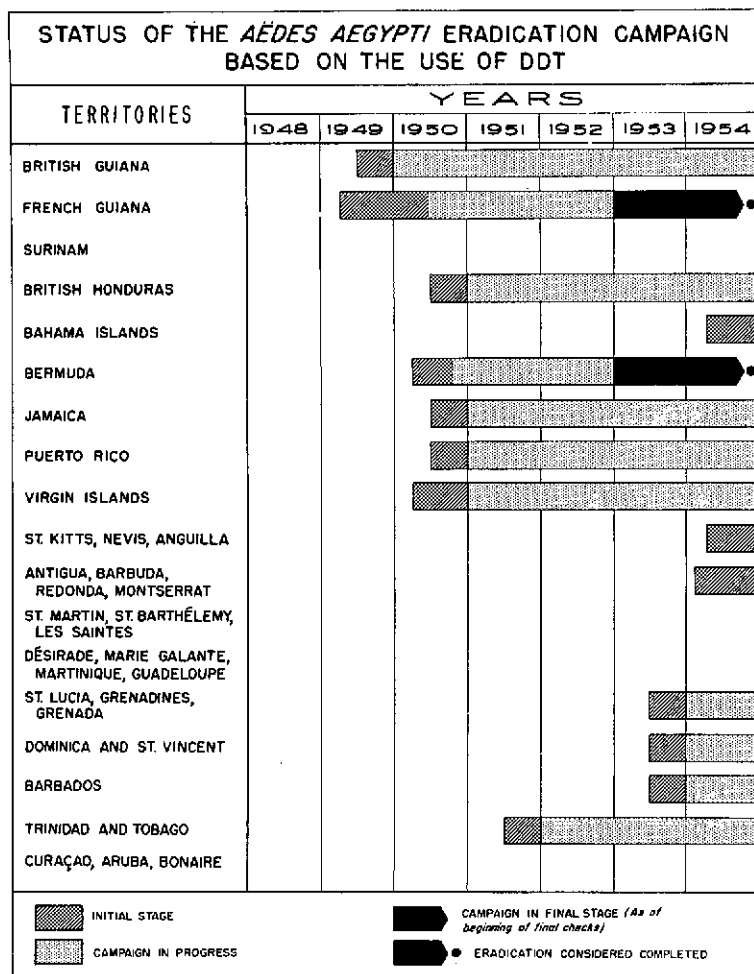 STATUS OF THE AËDES AEGYPTI ERADICATION CAMPAIGN
BASED ON THE USE OF DDT
TERRITORIES
YEARS
1948 1949 1950 1951 1952 1953 1954
BRITISH GUIANA
FRENCH GUIANA
SURINAM
BRITISH HONDURAS
BAHAMA ISLANDS
BERMUDA
JAMAICA
PUERTO RICO
VIRGIN ISLANDS
ST. KITTS, NEVIS, ANGUILLA
ANTIGUA, BARBUDA,
REDONDA, MONTSERRAT
ST. MARTIN, ST. BARTHÉLEMY,
LES SAINTES
DÉSIRADE, MARIE GALANTE,
MARTINIQUE, GUADELOUPE
ST. LUCIA, GRENADINES,
GRENADA
DOMINICA AND ST. VINCENT
BARBADOS
TRINIDAD AND TOBAGO
CURAÇAO, ARUBA, BONAIRE
INITIAL STAGE
CAMPAIGN IN PROGRESS
CAMPAIGN IN FINAL STAGE (As of
beginning of final checks)
ERADICATION CONSIDERED COMPLETED